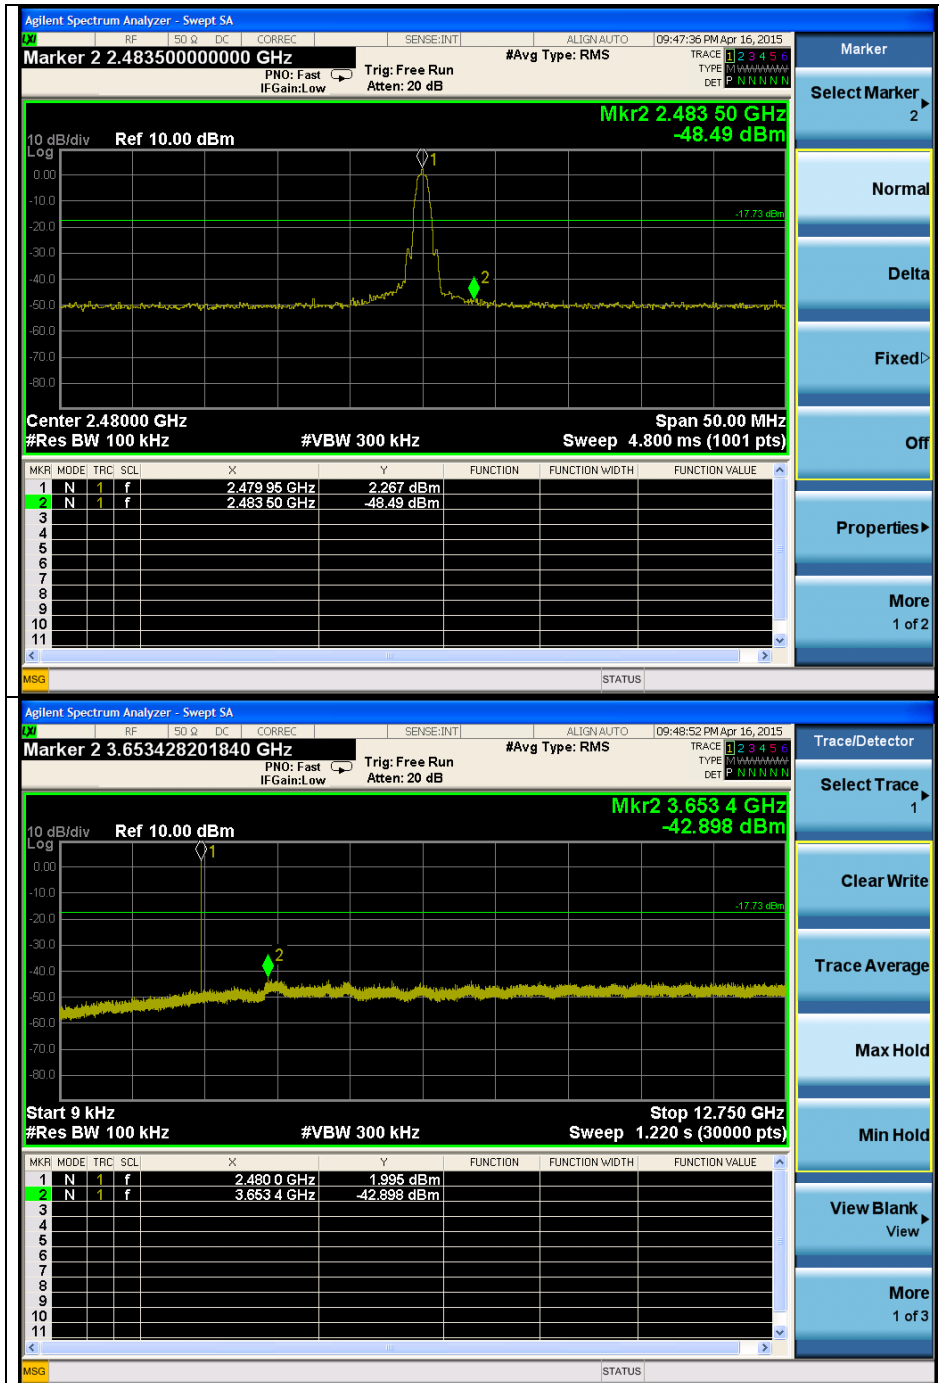 Agilent Spectrum Analyzer - Swept SA
LXI RF 50 Ω DC CORREC SENSE:INT ALIGN AUTO 09:47:36 PM Apr 16, 2015
Marker 2 2.483500000000 GHz #Avg Type: RMS TRACE 1 2 3 4 5 6
PNO: Fast Trig: Free Run TYPE M WWWWW
IFGain:Low Atten: 20 dB DET P N N N N N
Mkr2 2.483 50 GHz
10 dB/div Ref 10.00 dBm -48.49 dBm
Log
1
0.00
-10.0
-17.73 dBm
-20.0
-30.0
-40.0
2
-50.0
-60.0
-70.0
-80.0
Center 2.48000 GHz Span 50.00 MHz
#Res BW 100 kHz #VBW 300 kHz Sweep 4.800 ms (1001 pts)
MKR MODE TRC SCL X Y FUNCTION FUNCTION WIDTH FUNCTION VALUE
1 N 1 f 2.479 95 GHz 2.267 dBm
2 N 1 f 2.483 50 GHz -48.49 dBm
3
4
5
6
7
8
9
10
11
MSG STATUS
Marker
Select Marker
2
Normal
Delta
Fixed
Off
Properties
More
1 of 2
Agilent Spectrum Analyzer - Swept SA
LXI RF 50 Ω DC CORREC SENSE:INT ALIGN AUTO 09:48:52 PM Apr 16, 2015
Marker 2 3.653428201840 GHz #Avg Type: RMS TRACE 1 2 3 4 5 6
PNO: Fast Trig: Free Run TYPE M WWWWW
IFGain:Low Atten: 20 dB DET P N N N N N
Mkr2 3.653 4 GHz
10 dB/div Ref 10.00 dBm -42.898 dBm
Log
1
0.00
-10.0
-17.73 dBm
-20.0
-30.0
2
-40.0
-50.0
-60.0
-70.0
-80.0
Start 9 kHz Stop 12.750 GHz
#Res BW 100 kHz #VBW 300 kHz Sweep 1.220 s (30000 pts)
MKR MODE TRC SCL X Y FUNCTION FUNCTION WIDTH FUNCTION VALUE
1 N 1 f 2.480 0 GHz 1.995 dBm
2 N 1 f 3.653 4 GHz -42.898 dBm
3
4
5
6
7
8
9
10
11
MSG STATUS
Trace/Detector
Select Trace
1
Clear Write
Trace Average
Max Hold
Min Hold
View Blank
View
More
1 of 3